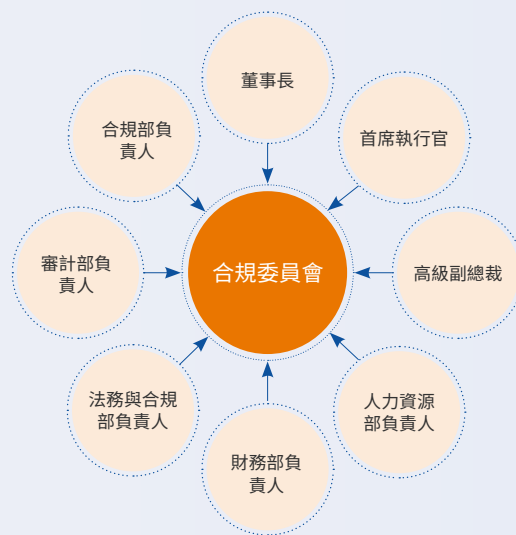 董事長
合規部負
責人
首席執行官
審計部負
責人
合規委員會
高級副總裁
法務與合規
部負責人
人力資源
部負責人
財務部負
責人